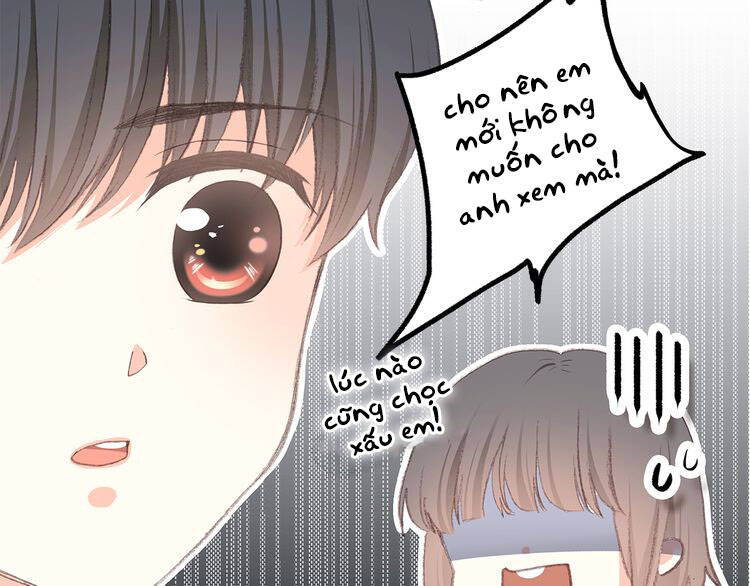 cho nên em
mới không
muốn cho
anh xem mà!
lúc nào
cũng chọc
xấu em!